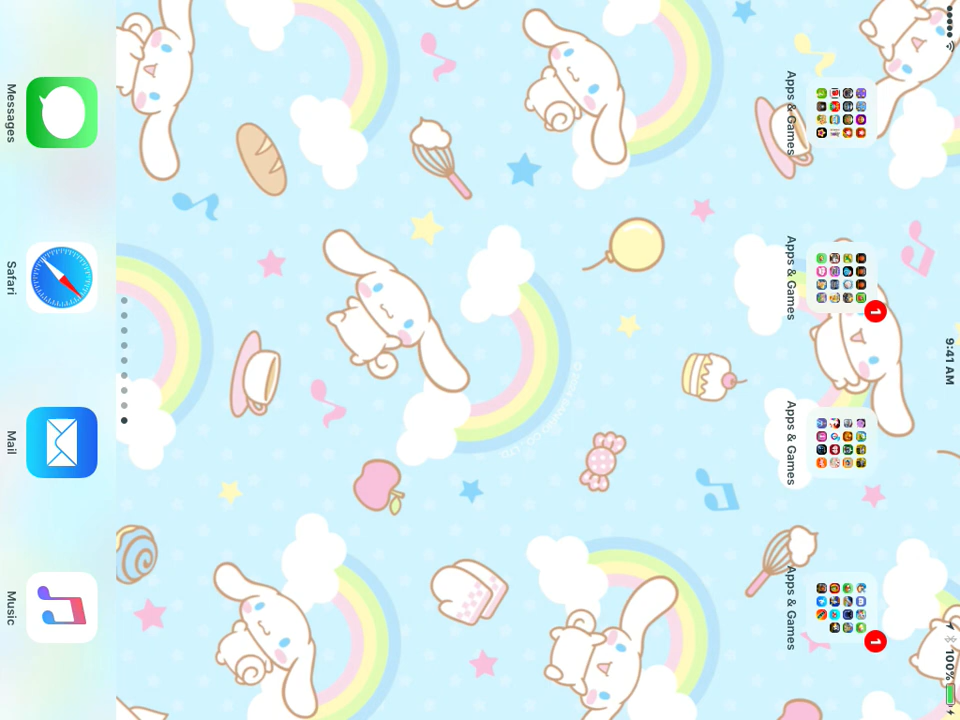 9:41 AM
100%
Apps & Games
Apps & Games
1
Apps & Games
Apps & Games
1
Messages
Safari
Mail
Music